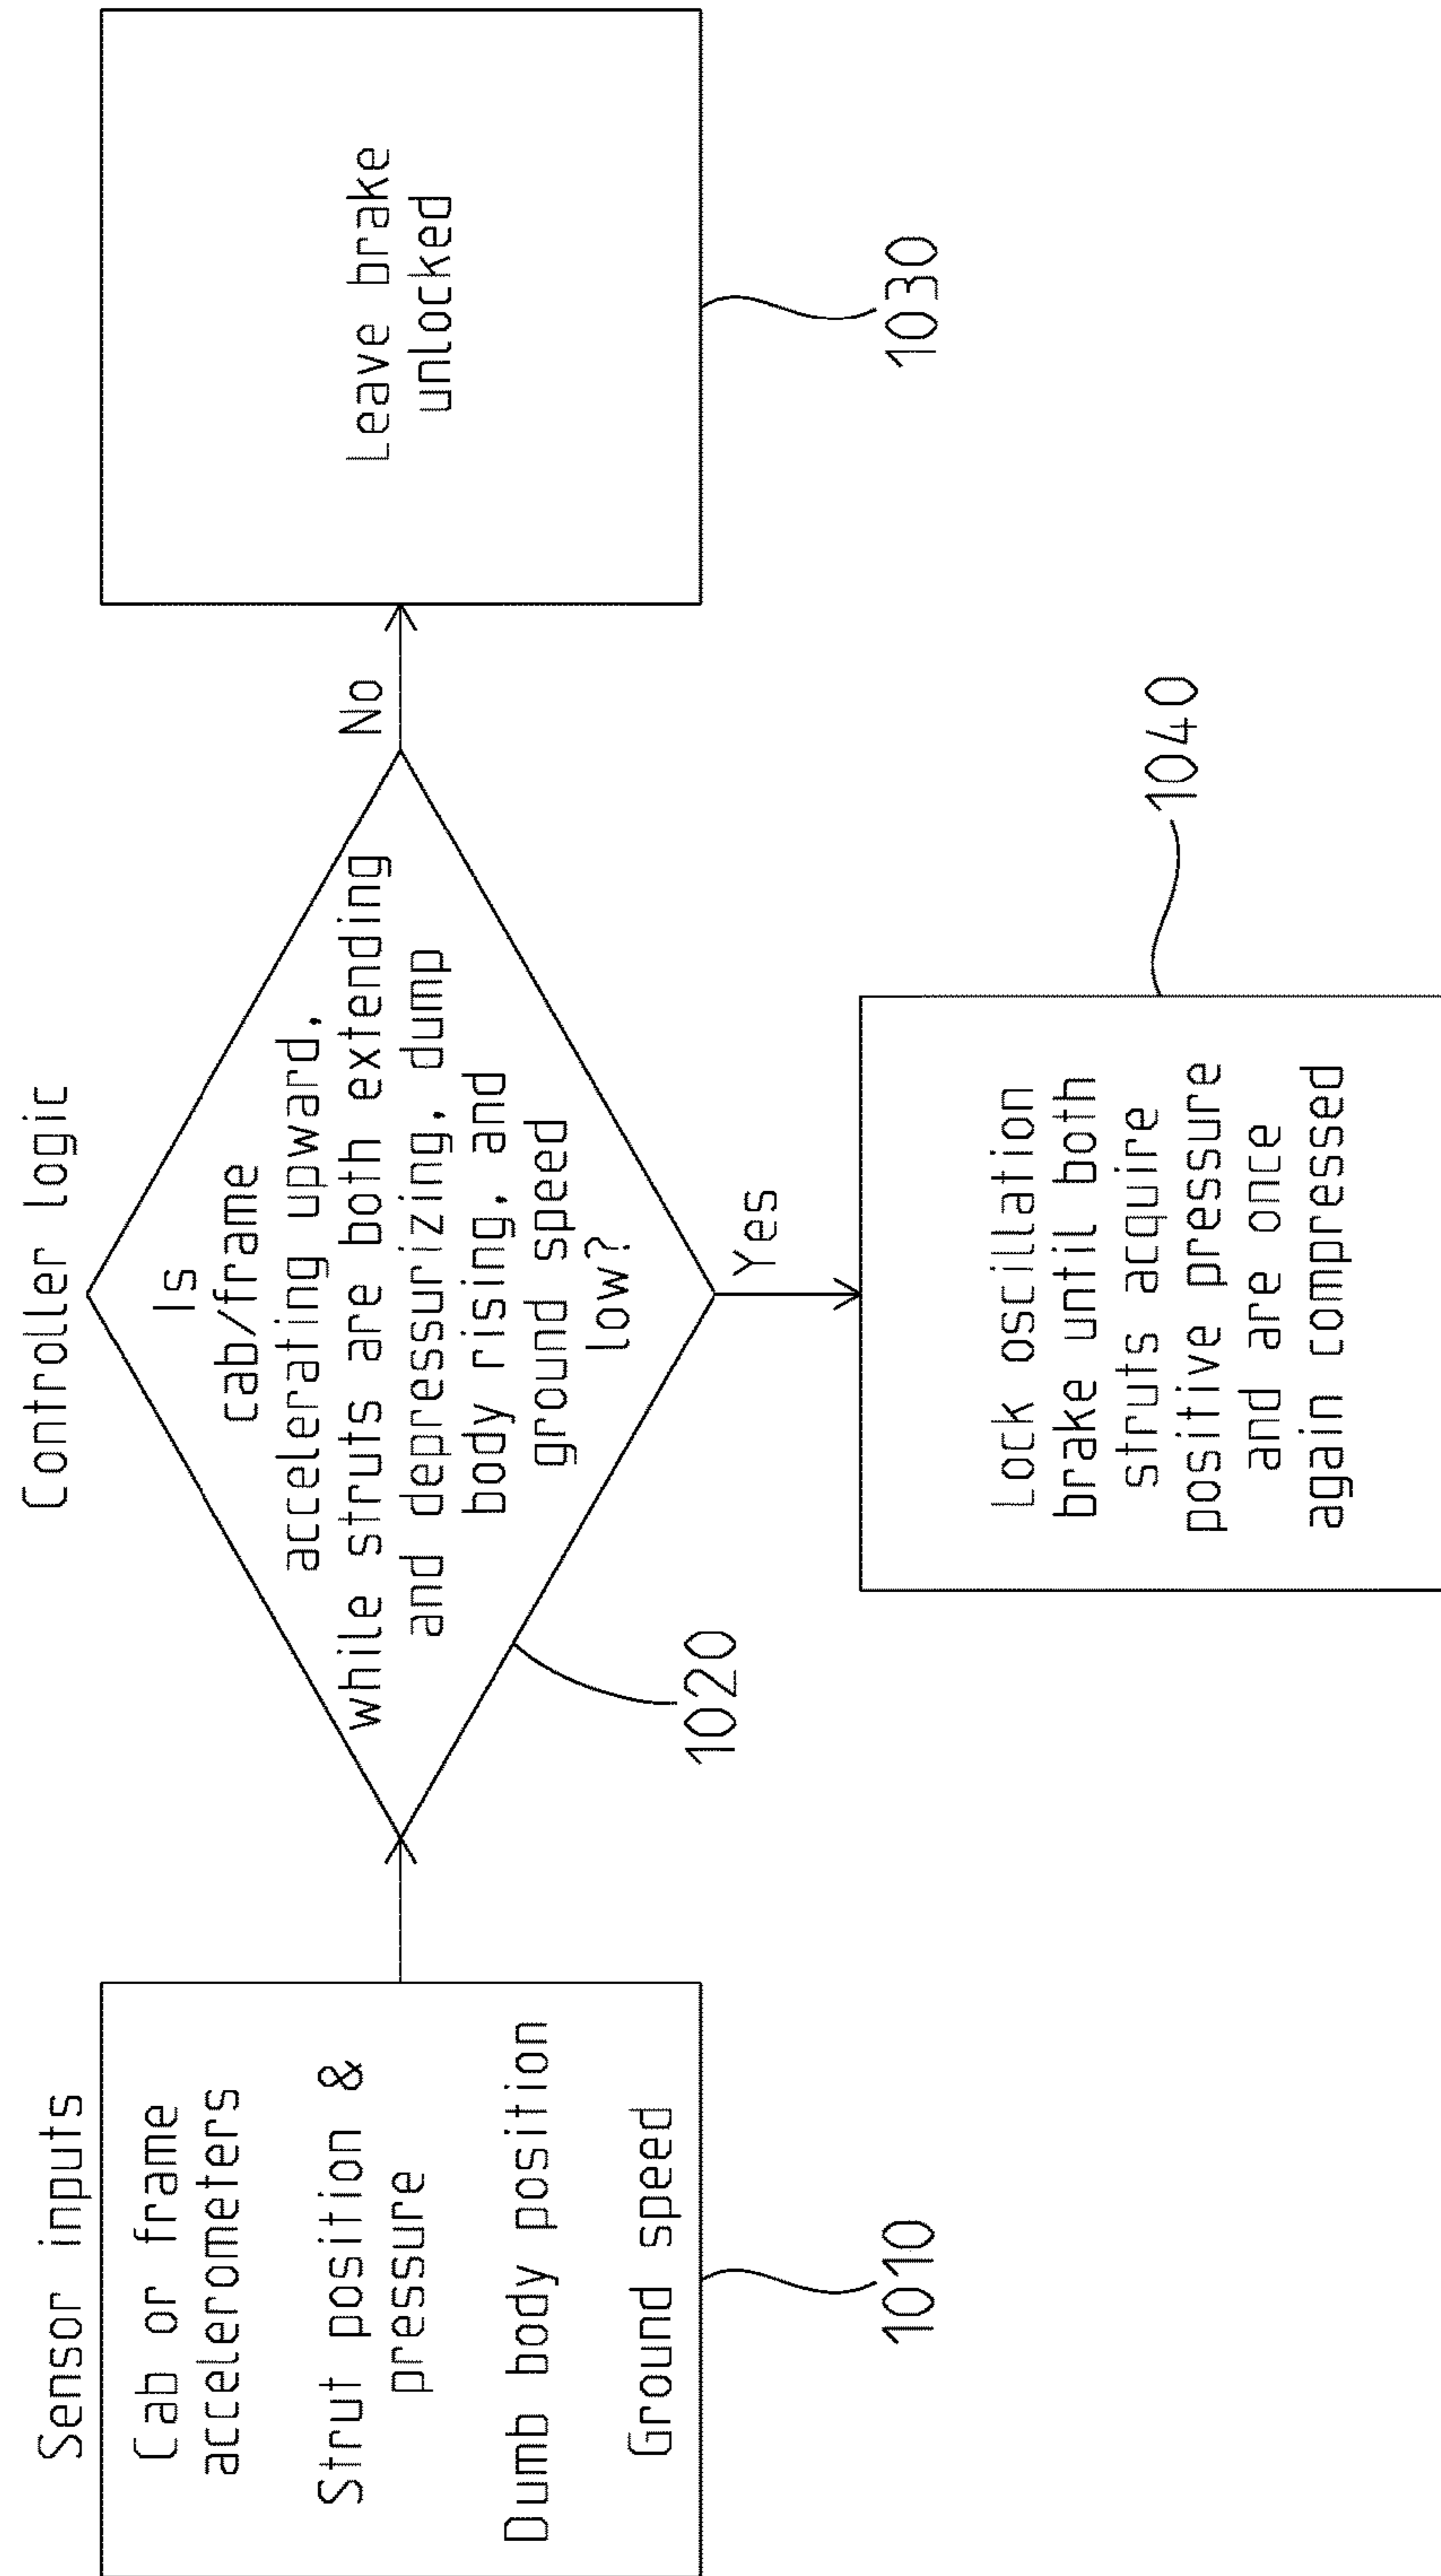 Sensor inputs
Cab or frame
accelerometers
Strut position &
pressure
Dumb body position
Ground speed
1010
Controller logic
Is
cab/frame
accelerating upward,
while struts are both extending
and depressurizing, dump
body rising, and
ground speed
low?
1020
No
Leave brake
unlocked
1030
Yes
Lock oscillation
brake until both
struts acquire
positive pressure
and are once
again compressed
1040